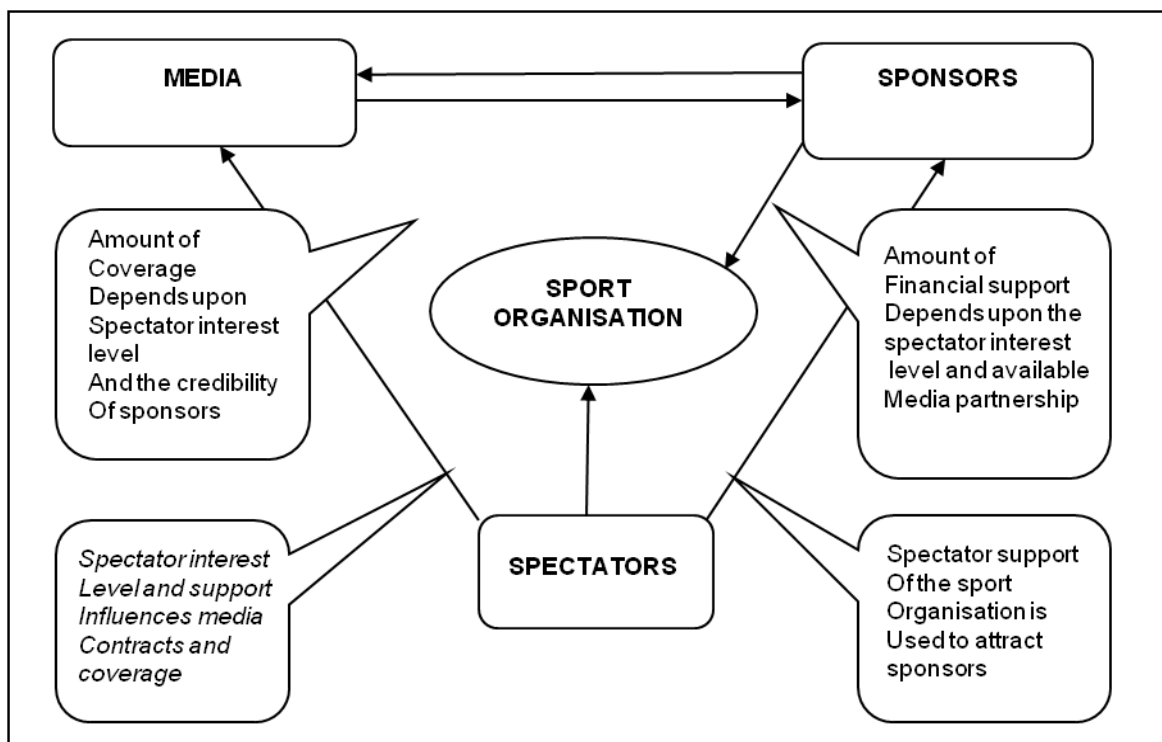 MEDIA
SPONSORS
Amount of
Coverage
Depends upon
Spectator interest
level
And the credibility
Of sponsors
SPORT
ORGANISATION
Amount of
Financial support
Depends upon the
spectator interest
level and available
Media partnership
Spectator interest
Level and support
Influences media
Contracts and
coverage
SPECTATORS
Spectator support
Of the sport
Organisation is
Used to attract
sponsors